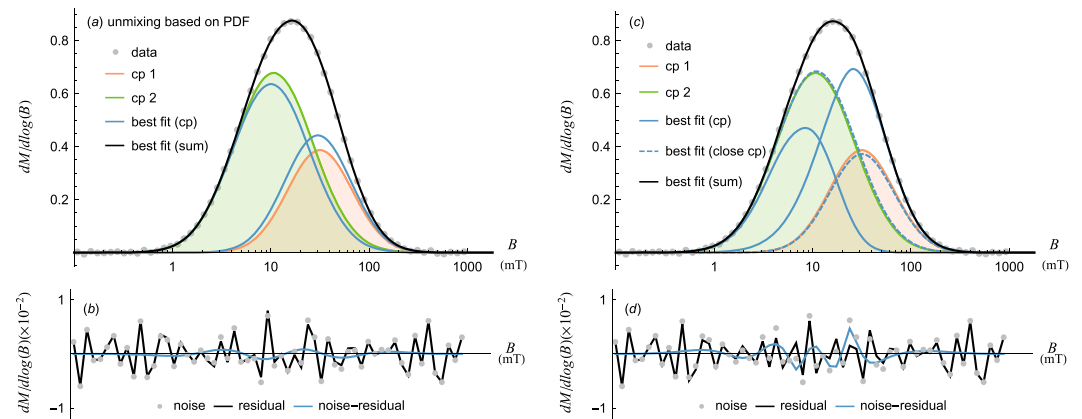 (a) unmixing based on PDF
data
cp 1
cp 2
best fit (cp)
best fit (sum)
dM/dlog(B)
0.8
0.6
0.4
0.2
1
10
100
1000
B
(mT)
(b)
dM/dlog(B)(×10⁻²)
1
−1
B
(mT)
noise
residual
noise−residual
(c)
data
cp 1
cp 2
best fit (cp)
best fit (close cp)
best fit (sum)
dM/dlog(B)
0.8
0.6
0.4
0.2
1
10
100
1000
B
(mT)
(d)
dM/dlog(B)(×10⁻²)
1
−1
B
(mT)
noise
residual
noise−residual